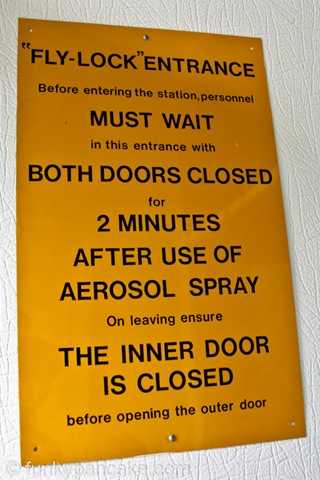 "FLY-LOCK" ENTRANCE
Before entering the station, personnel
MUST WAIT
in this entrance with
BOTH DOORS CLOSED
for
2 MINUTES
AFTER USE OF
AEROSOL SPRAY
On leaving ensure
THE INNER DOOR
IS CLOSED
before opening the outer door
© funkypancake.com